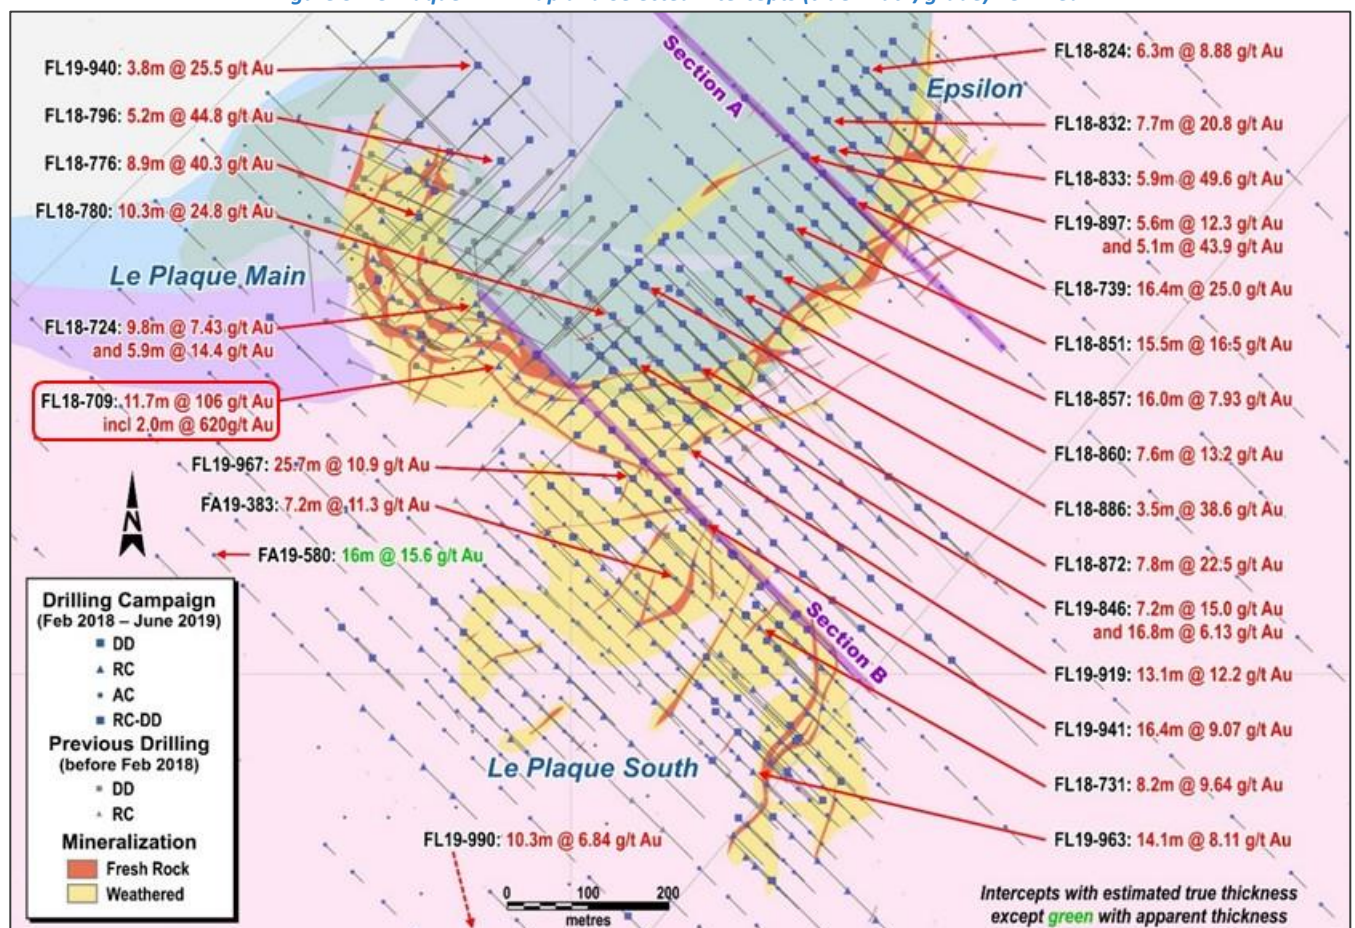 FL19-940: 3.8m @ 25.5 g/t Au
FL18-796: 5.2m @ 44.8 g/t Au
FL18-776: 8.9m @ 40.3 g/t Au
FL18-780: 10.3m @ 24.8 g/t Au
Le Plaque Main
FL18-724: 9.8m @ 7.43 g/t Au
and 5.9m @ 14.4 g/t Au
FL18-709: 11.7m @ 106 g/t Au
incl 2.0m @ 620g/t Au
FL19-967: 25.7m @ 10.9 g/t Au
FA19-383: 7.2m @ 11.3 g/t Au
N
FA19-580: 16m @ 15.6 g/t Au
Section A
Epsilon
FL18-824: 6.3m @ 8.88 g/t Au
FL18-832: 7.7m @ 20.8 g/t Au
FL18-833: 5.9m @ 49.6 g/t Au
FL19-897: 5.6m @ 12.3 g/t Au
and 5.1m @ 43.9 g/t Au
FL18-739: 16.4m @ 25.0 g/t Au
FL18-851: 15.5m @ 16.5 g/t Au
FL18-857: 16.0m @ 7.93 g/t Au
FL18-860: 7.6m @ 13.2 g/t Au
FL18-886: 3.5m @ 38.6 g/t Au
FL18-872: 7.8m @ 22.5 g/t Au
FL19-846: 7.2m @ 15.0 g/t Au
and 16.8m @ 6.13 g/t Au
FL19-919: 13.1m @ 12.2 g/t Au
FL19-941: 16.4m @ 9.07 g/t Au
FL18-731: 8.2m @ 9.64 g/t Au
FL19-963: 14.1m @ 8.11 g/t Au
Section B
Le Plaque South
FL19-990: 10.3m @ 6.84 g/t Au
Drilling Campaign
(Feb 2018 – June 2019)
DD
RC
AC
RC-DD
Previous Drilling
(before Feb 2018)
DD
RC
Mineralization
Fresh Rock
Weathered
0 100 200
metres
Intercepts with estimated true thickness
except green with apparent thickness